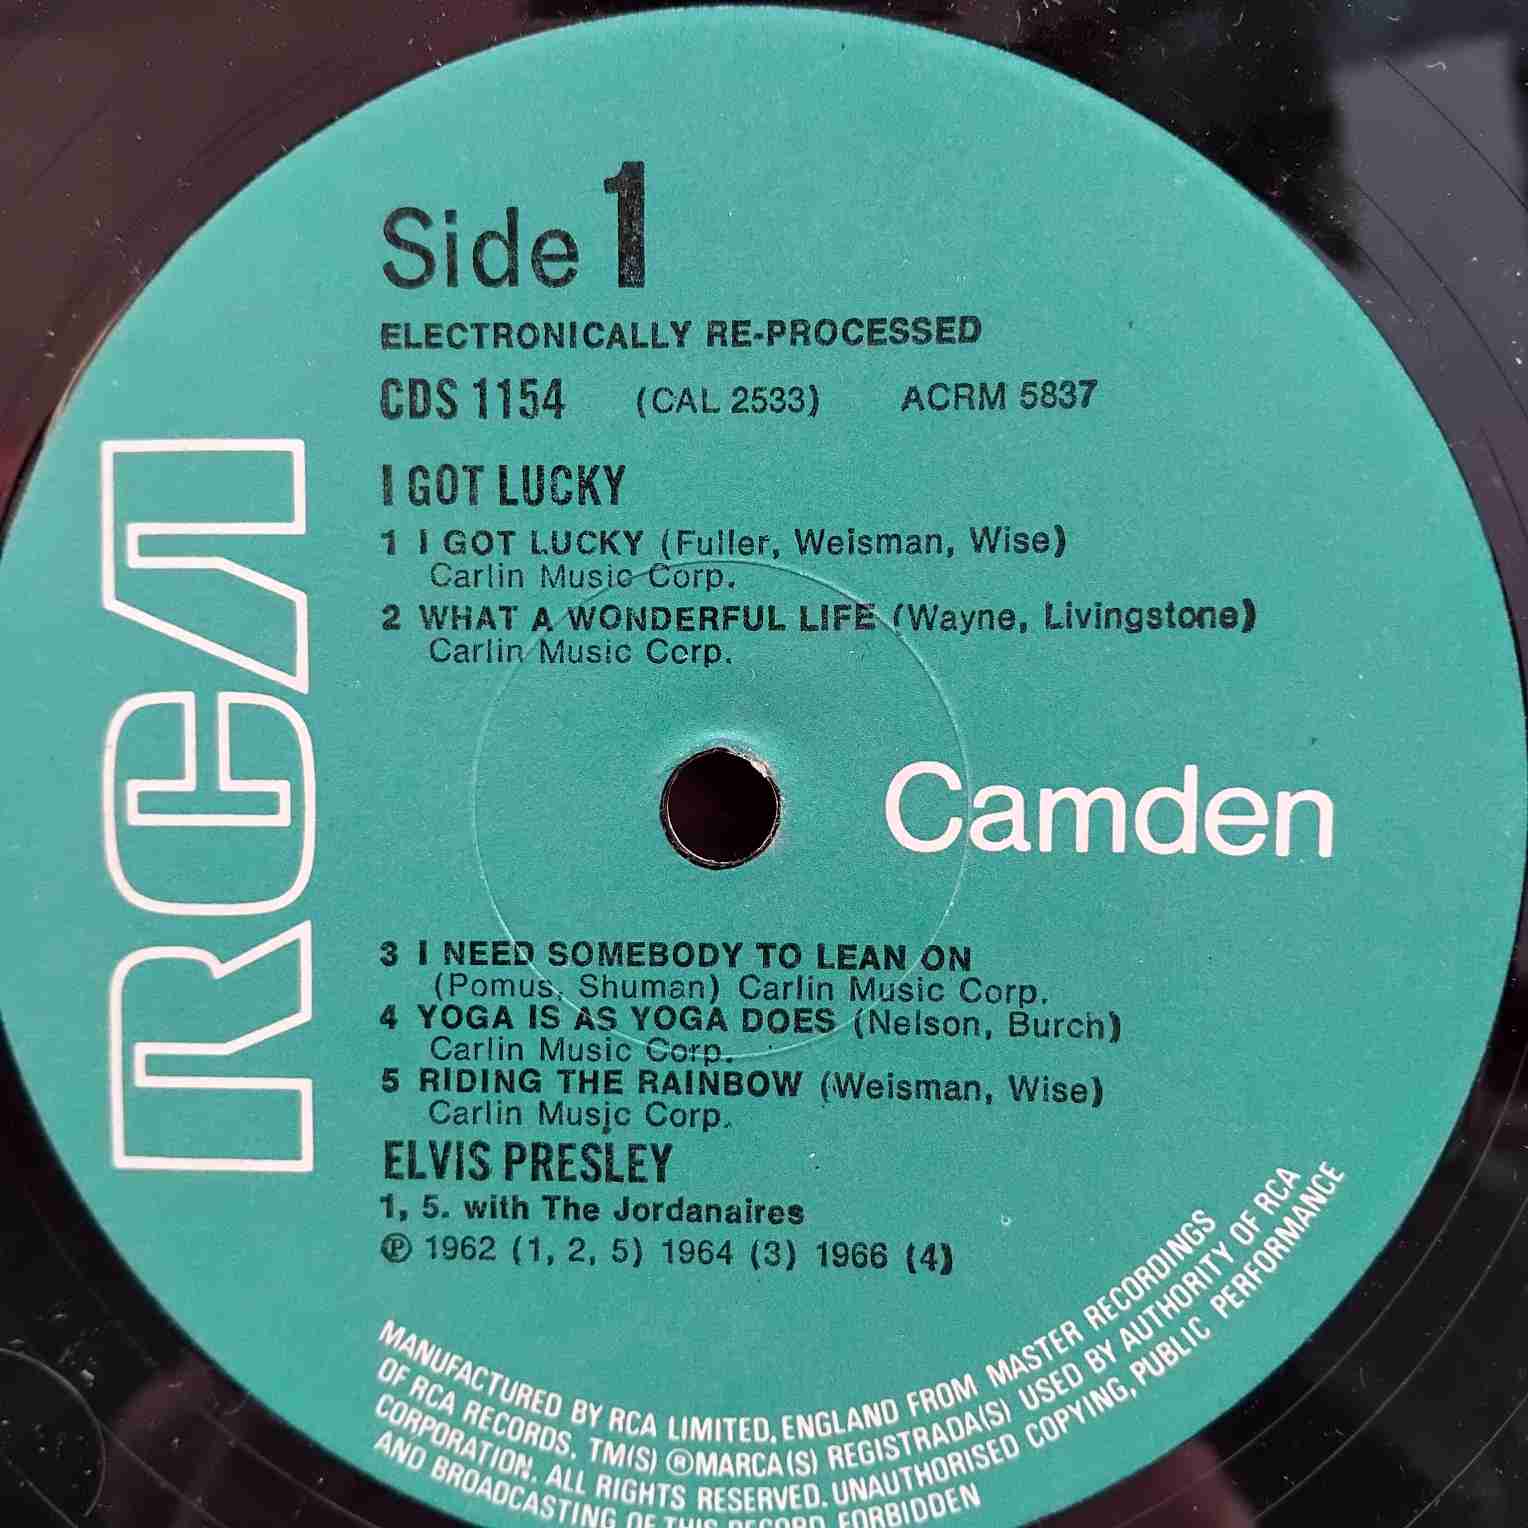 Side 1
ELECTRONICALLY RE-PROCESSED
CDS 1154 (CAL 2533) ACRM 5837
I GOT LUCKY
1 I GOT LUCKY (Fuller, Weisman, Wise)
Carlin Music Corp.
2 WHAT A WONDERFUL LIFE (Wayne, Livingstone)
Carlin Music Corp.
RCA
Camden
3 I NEED SOMEBODY TO LEAN ON
(Pomus, Shuman) Carlin Music Corp.
4 YOGA IS AS YOGA DOES (Nelson, Burch)
Carlin Music Corp.
5 RIDING THE RAINBOW (Weisman, Wise)
Carlin Music Corp.
ELVIS PRESLEY
1, 5. with The Jordanaires
℗ 1962 (1, 2, 5) 1964 (3) 1966 (4)
MANUFACTURED BY RCA LIMITED, ENGLAND FROM MASTER RECORDINGS
OF RCA RECORDS. TM(S) ® MARCA(S) REGISTRADA(S) USED BY AUTHORITY OF RCA
CORPORATION. ALL RIGHTS RESERVED. UNAUTHORISED COPYING, PUBLIC PERFORMANCE
AND BROADCASTING OF THIS RECORD FORBIDDEN